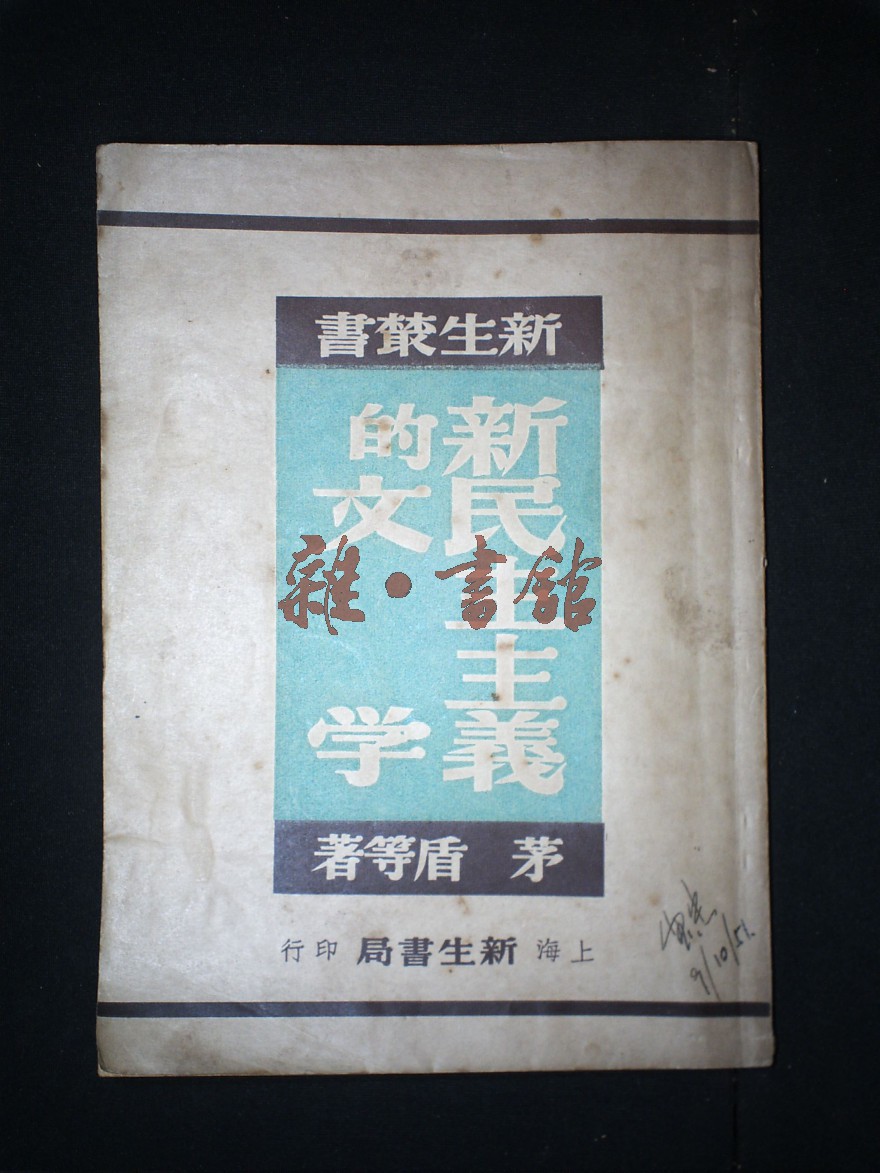 新生叢書
新民主主義
的文学
茅盾等著
上海新生書局印行
雜·書館
9/10/51.